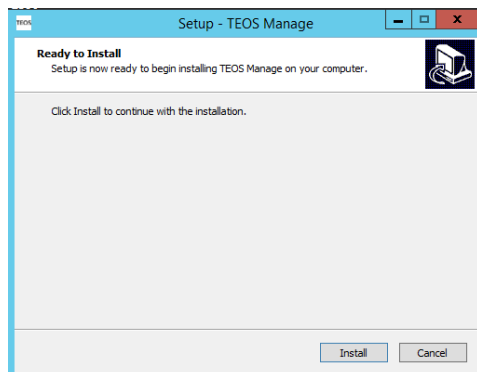 TEOS
Setup - TEOS Manage
Ready to Install
Setup is now ready to begin installing TEOS Manage on your computer.
Click Install to continue with the installation.
Install
Cancel